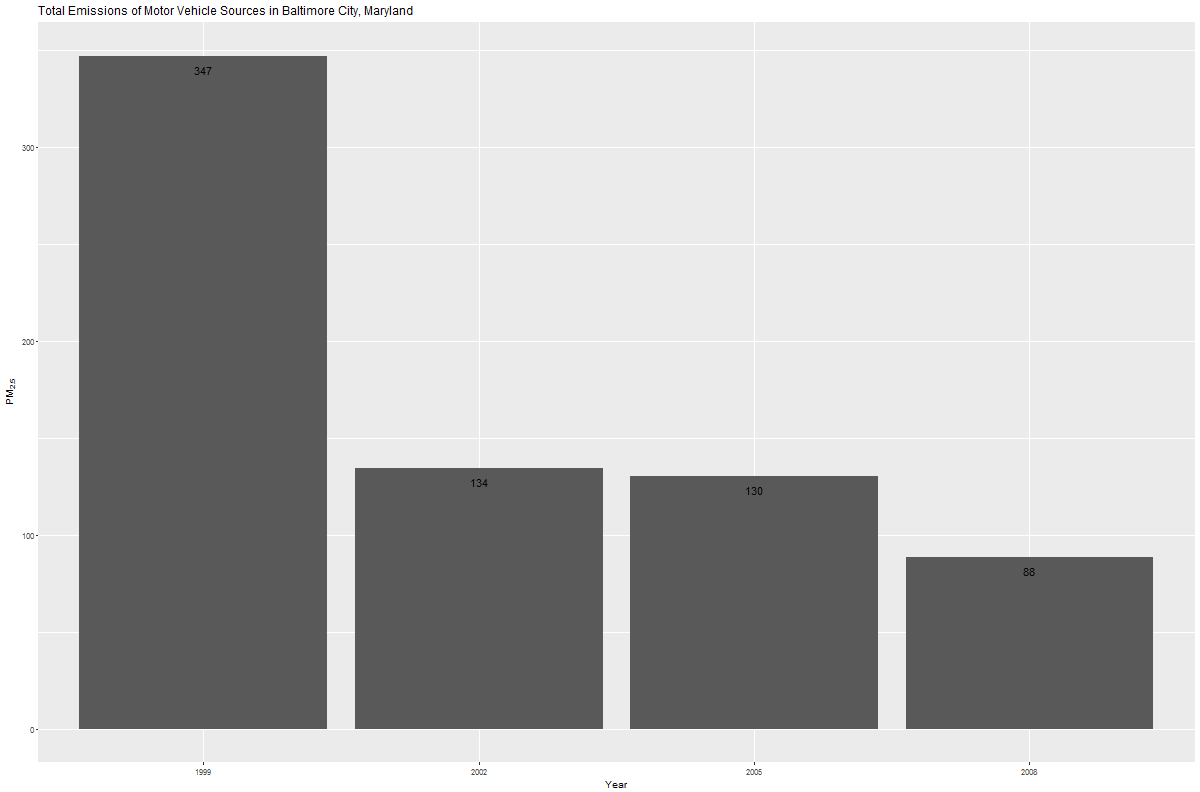 Total Emissions of Motor Vehicle Sources in Baltimore City, Maryland
347
300
200
PM2.5
134
130
100
88
0
1999 2002 2005 2008
Year